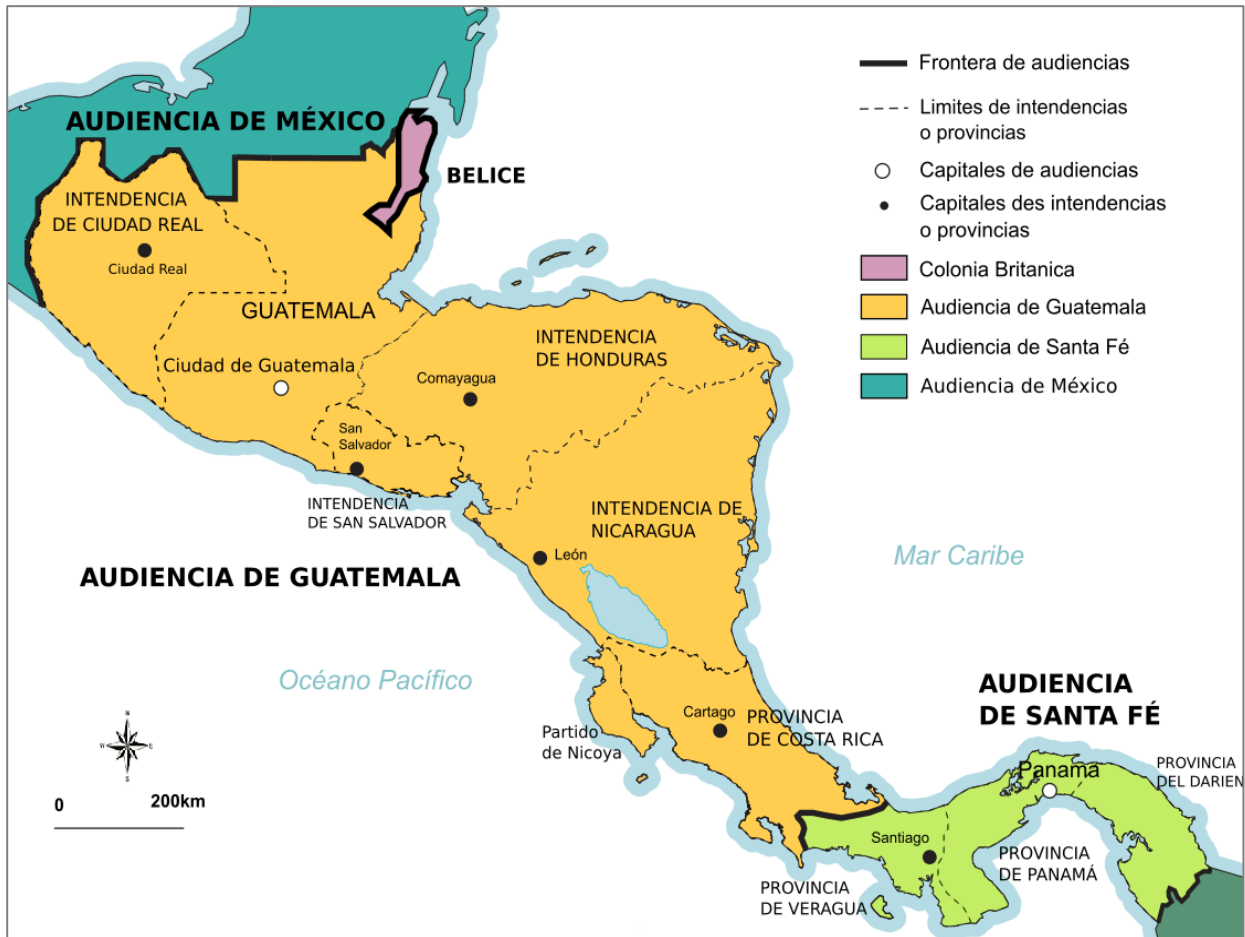 AUDIENCIA DE MÉXICO
BELICE
INTENDENCIA
DE CIUDAD REAL
Ciudad Real
GUATEMALA
Ciudad de Guatemala
INTENDENCIA
DE HONDURAS
Comayagua
San
Salvador
INTENDENCIA
DE SAN SALVADOR
INTENDENCIA DE
NICARAGUA
León
AUDIENCIA DE GUATEMALA
Mar Caribe
Océano Pacífico
Partido
de Nicoya
Cartago
PROVINCIA
DE COSTA RICA
AUDIENCIA
DE SANTA FÉ
Panamá
PROVINCIA
DEL DARIEN
Santiago
PROVINCIA
DE PANAMÁ
PROVINCIA
DE VERAGUA
N
W
E
S
0
200km
Frontera de audiencias
Limites de intendencias
o provincias
Capitales de audiencias
Capitales des intendencias
o provincias
Colonia Britanica
Audiencia de Guatemala
Audiencia de Santa Fé
Audiencia de México